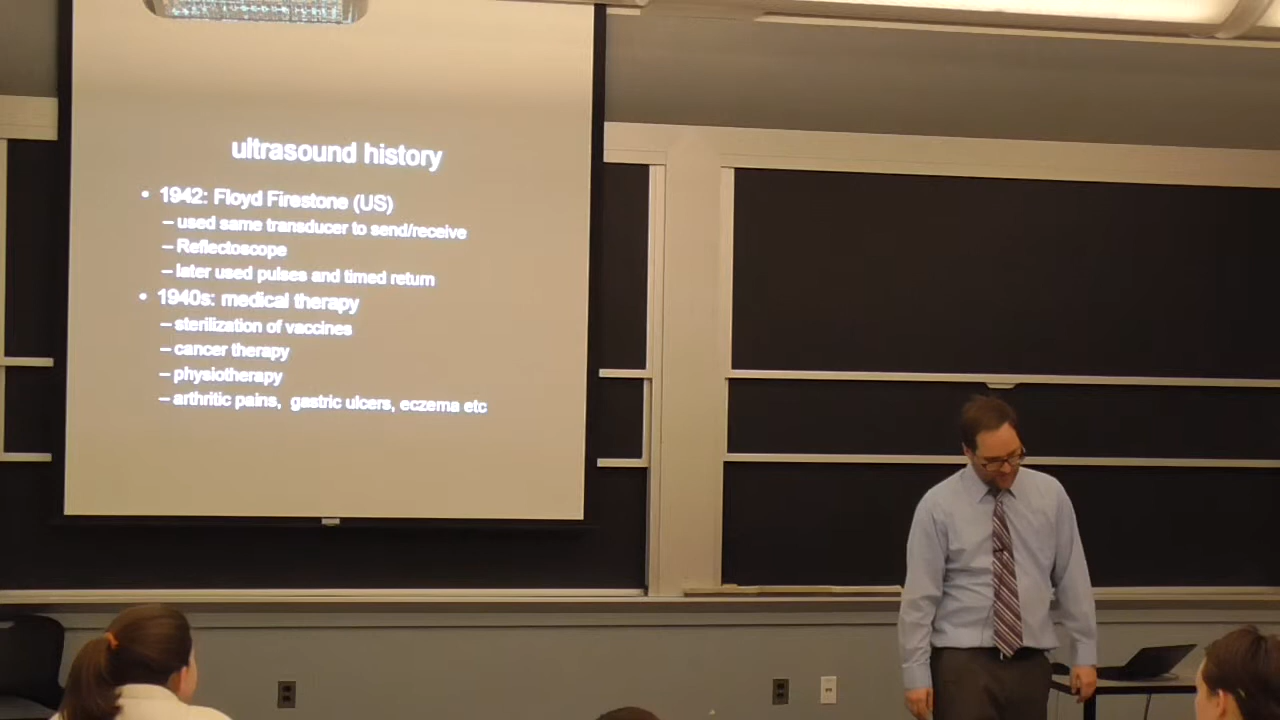 ultrasound history
• 1942: Floyd Firestone (US)
– used same transducer to send/receive
– Reflectoscope
– later used pulses and timed return
• 1940s: medical therapy
– sterilization of vaccines
– cancer therapy
– physiotherapy
– arthritic pains, gastric ulcers, eczema etc